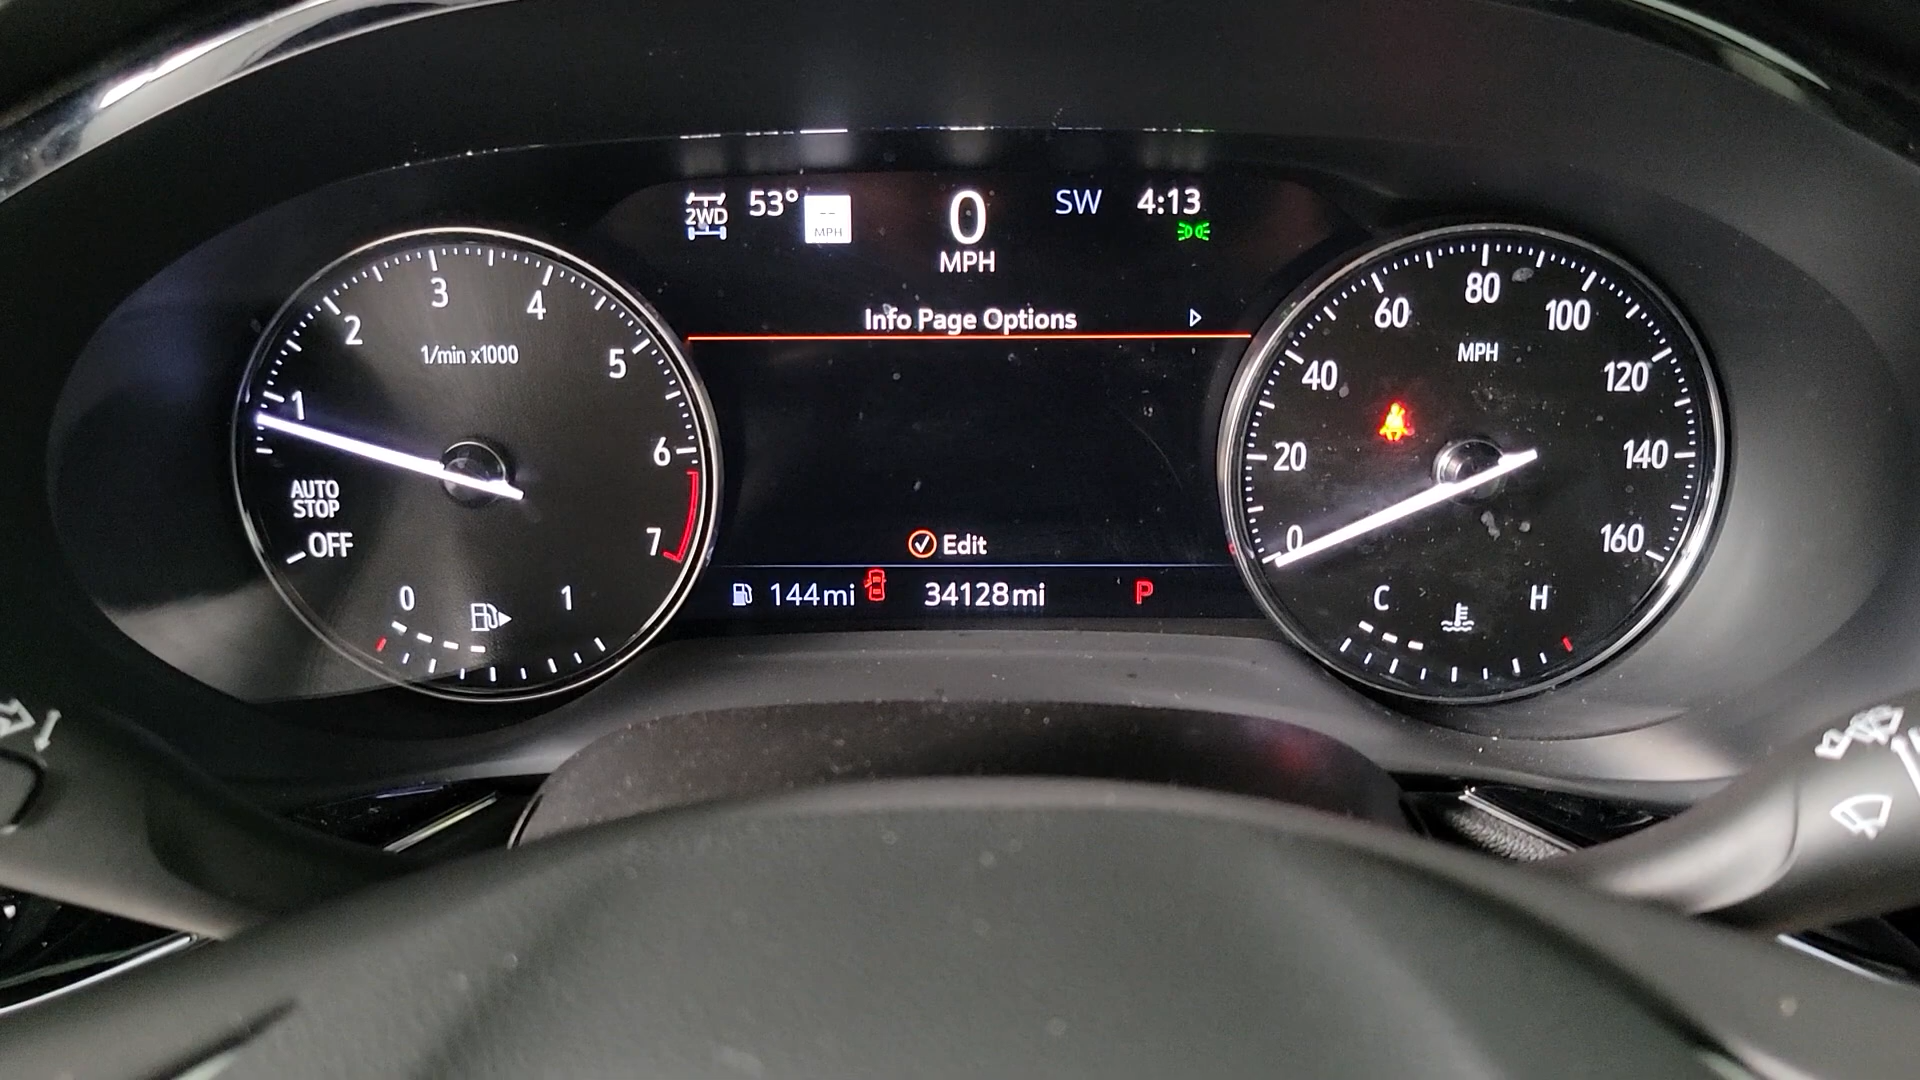 2WD 53° -- MPH 0 MPH SW 4:13
Info Page Options
1 2 3 4 5 6 7
1/min x1000
AUTO
STOP
OFF
0 1
Edit
144mi 34128mi P
0 20 40 60 80 100 120 140 160
MPH
C H